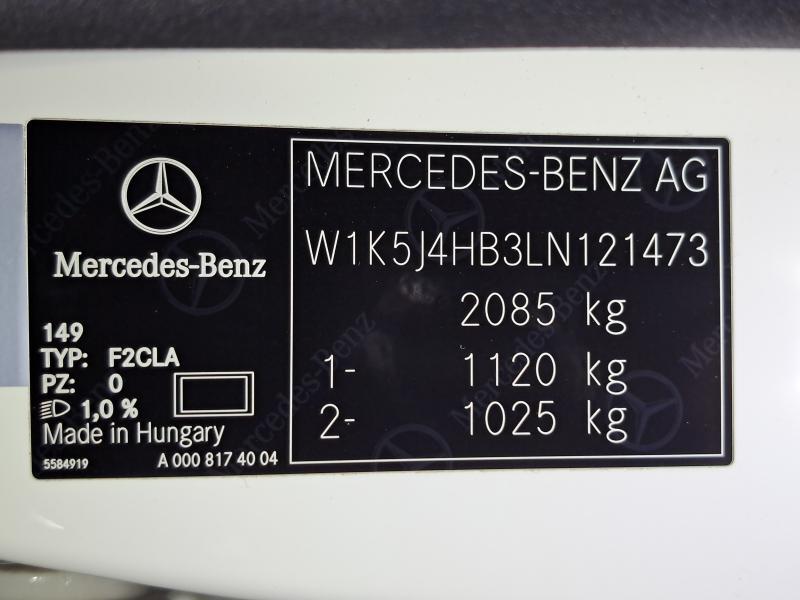 Mercedes-Benz
149
TYP: F2CLA
PZ: 0
1,0 %
Made in Hungary
5584919 A 000 817 40 04
MERCEDES-BENZ AG
W1K5J4HB3LN121473
2085 kg
1- 1120 kg
2- 1025 kg